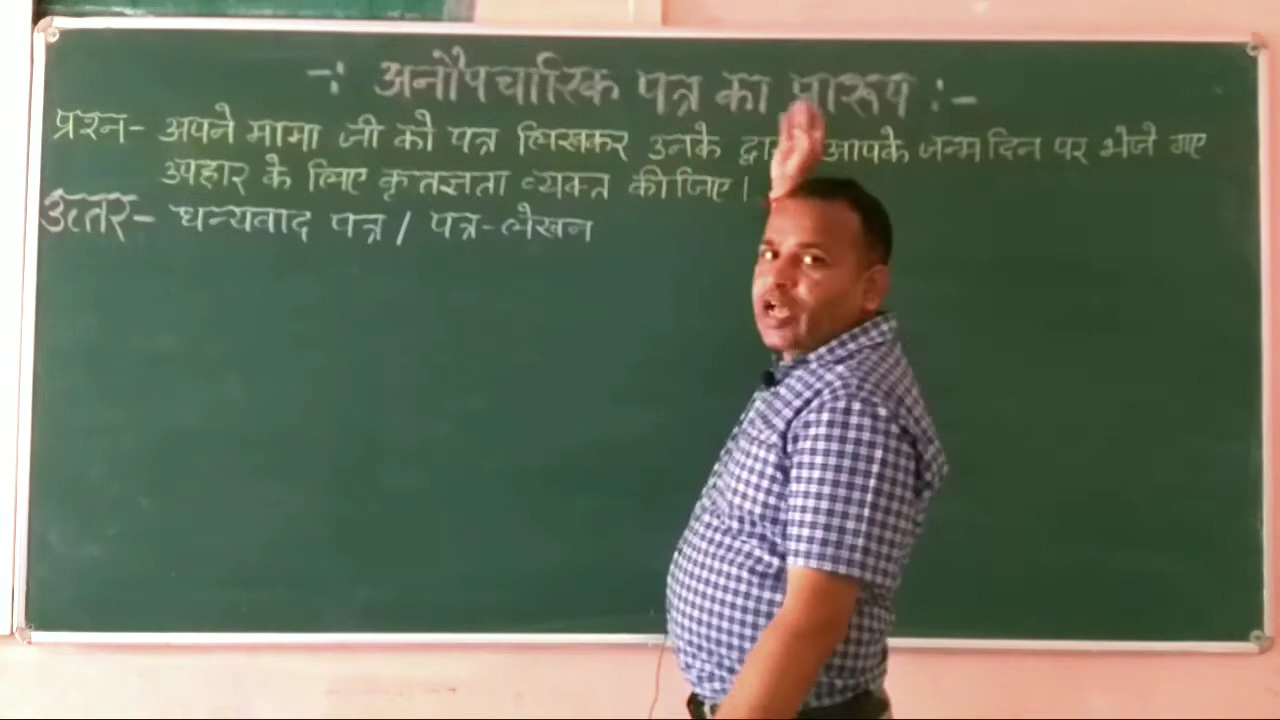 -: अनौपचारिक पत्र का प्रारूप :-
प्रश्न- अपने मामा जी को पत्र लिखकर उनके आपके जन्मदिन पर भेजे गए
उपहार के लिए कृतज्ञता व्यक्त कीजिए।
उत्तर- धन्यवाद पत्र / पत्र-लेखन